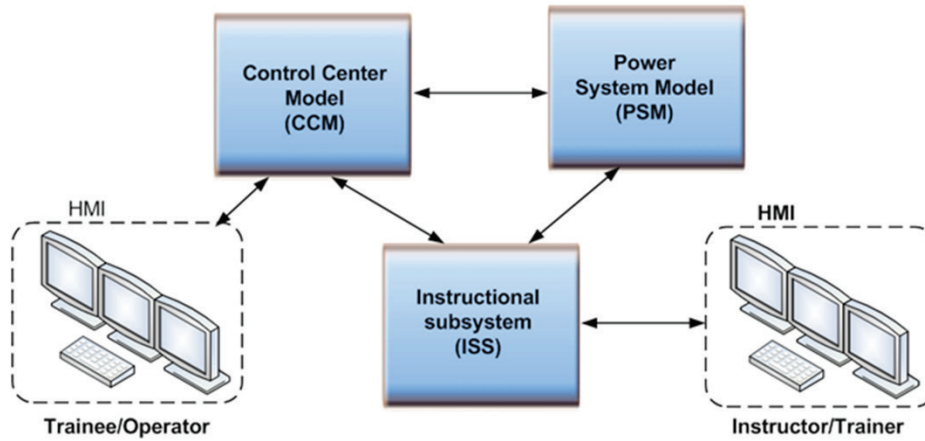 Control Center
Model
(CCM)
Power
System Model
(PSM)
HMI
HMI
Instructional
subsystem
(ISS)
Trainee/Operator
Instructor/Trainer